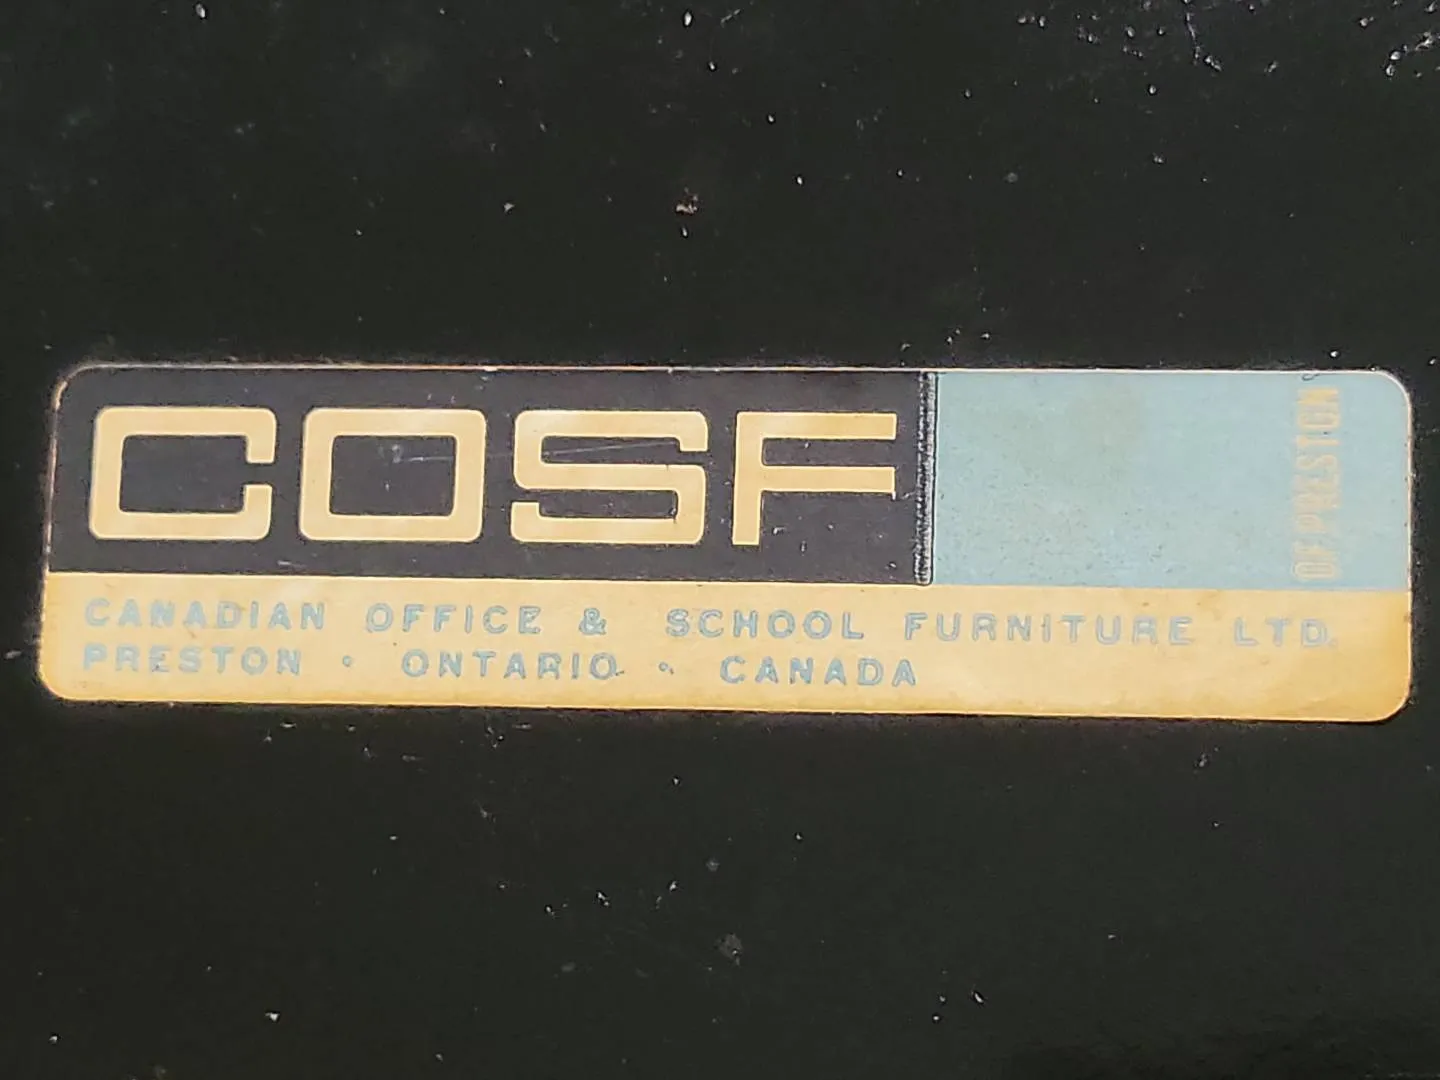 COSF
OF PRESTON
CANADIAN OFFICE & SCHOOL FURNITURE LTD.
PRESTON • ONTARIO • CANADA